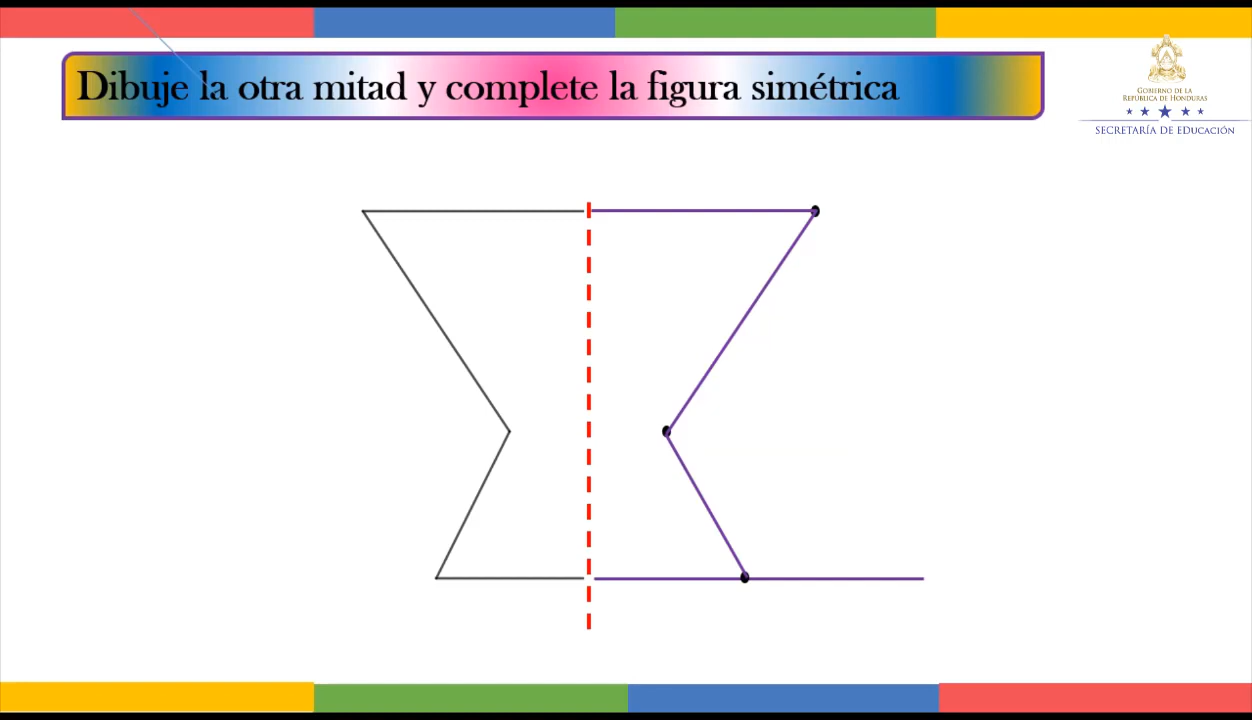 Dibuje la otra mitad y complete la figura simétrica
GOBIERNO DE LA
REPÚBLICA DE HONDURAS
SECRETARÍA DE EDUCACIÓN